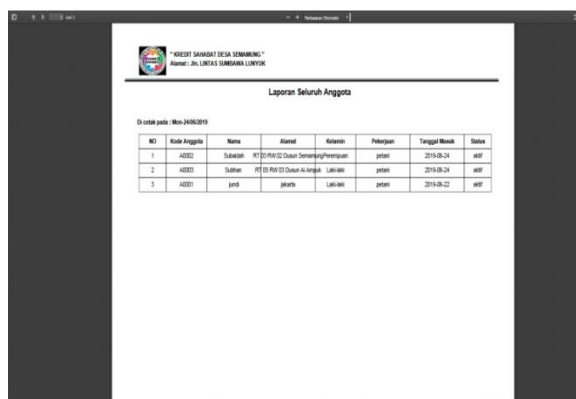 " KREDIT SAHABAT DESA SEMAMUNG "
Alamat : Jln. LINTAS SUMBAWA LUNYUK
Laporan Seluruh Anggota
Di cetak pada : Mon-24/06/2019
NO Kode Anggota Nama Alamat Kelamin Pekerjaan Tanggal Masuk Status
1 A0002 Subaidah RT 03 RW 02 Dusun Semamung Perempuan petani 2019-06-24 aktif
2 A0003 Subhan RT 05 RW 03 Dusun Ai Ampuk Laki-laki petani 2019-06-24 aktif
3 A0001 jundi jakarta Laki-laki petani 2019-06-22 aktif